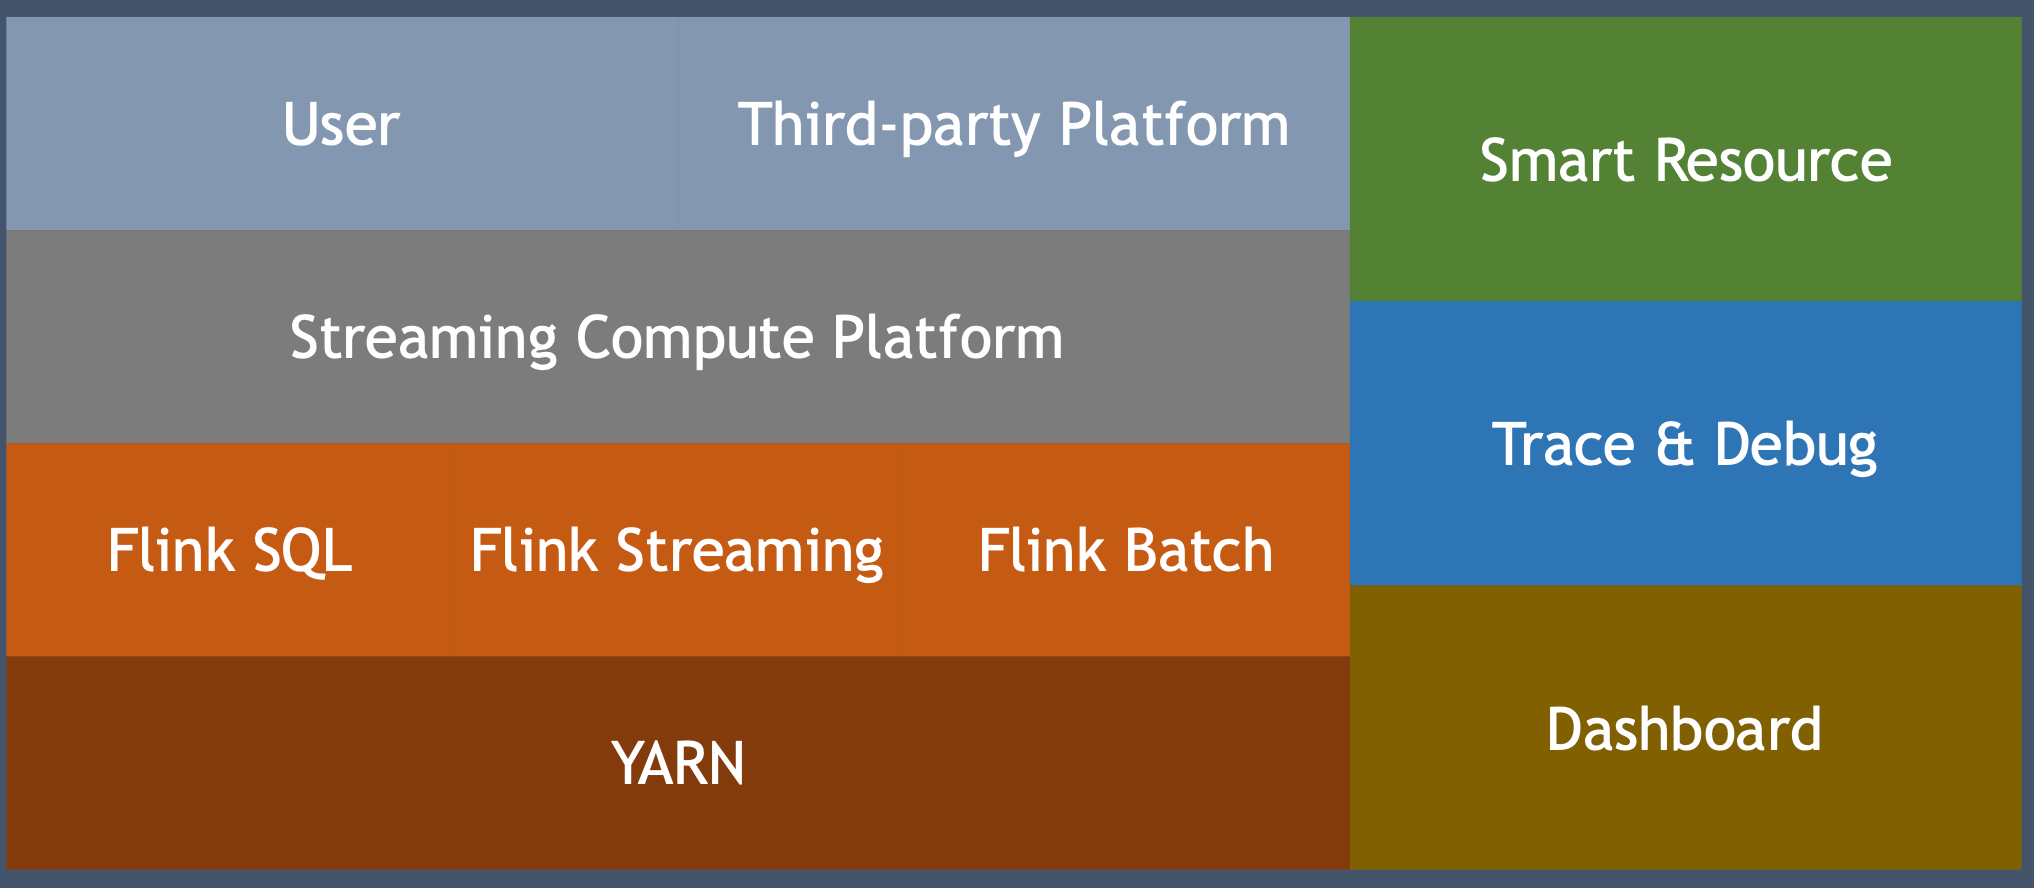 User
Third-party Platform
Smart Resource
Streaming Compute Platform
Trace & Debug
Flink SQL
Flink Streaming
Flink Batch
YARN
Dashboard